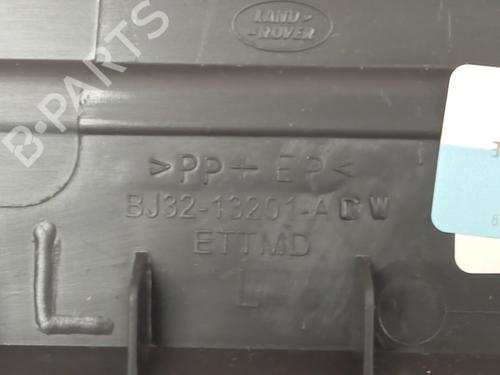 LAND-
-ROVER
B-PARTS
>PP+EP<
BJ32-13201-A W
ETTMD
L
L